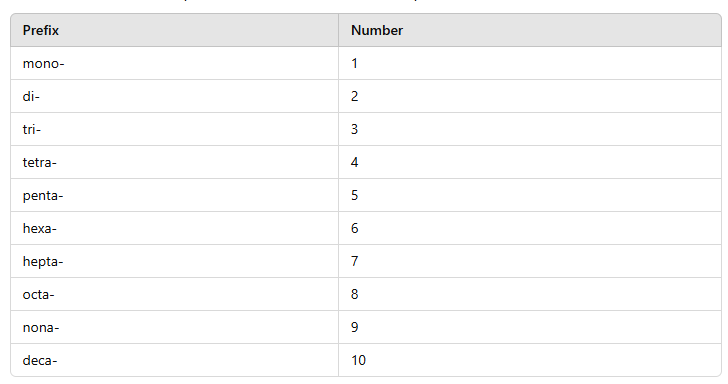 Prefix Number
mono- 1
di- 2
tri- 3
tetra- 4
penta- 5
hexa- 6
hepta- 7
octa- 8
nona- 9
deca- 10